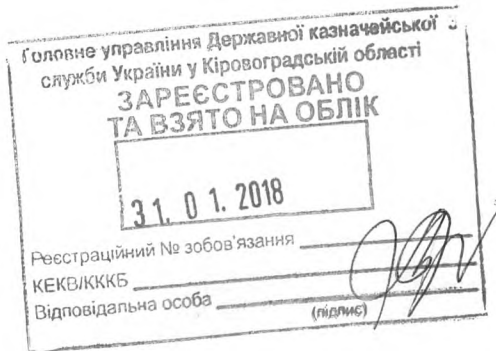 Головне управління Державної казначейської
служби України у Кіровоградській області
ЗАРЕЄСТРОВАНО
ТА ВЗЯТО НА ОБЛІК
31. 01. 2018
Реєстраційний № зобов'язання
КЕКВ/КККБ
Відповідальна особа
(підпис)